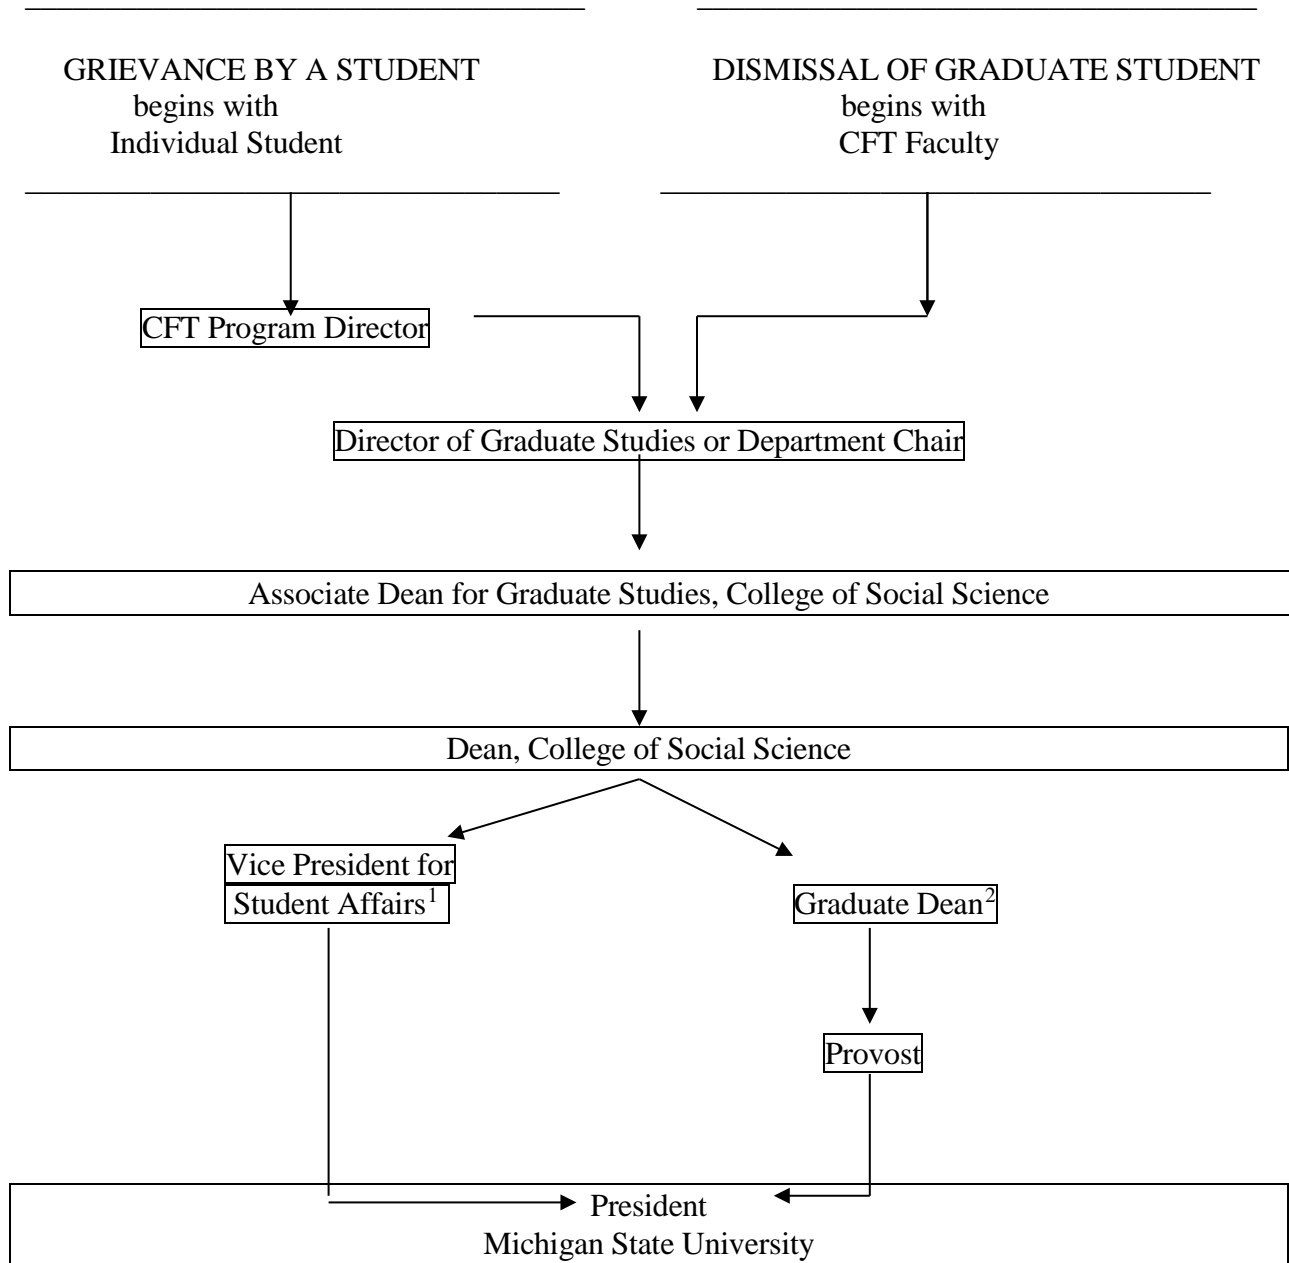 GRIEVANCE BY A STUDENT
begins with
Individual Student
DISMISSAL OF GRADUATE STUDENT
begins with
CFT Faculty
CFT Program Director
Director of Graduate Studies or Department Chair
Associate Dean for Graduate Studies, College of Social Science
Dean, College of Social Science
Vice President for
Student Affairs¹
Graduate Dean²
Provost
President
Michigan State University